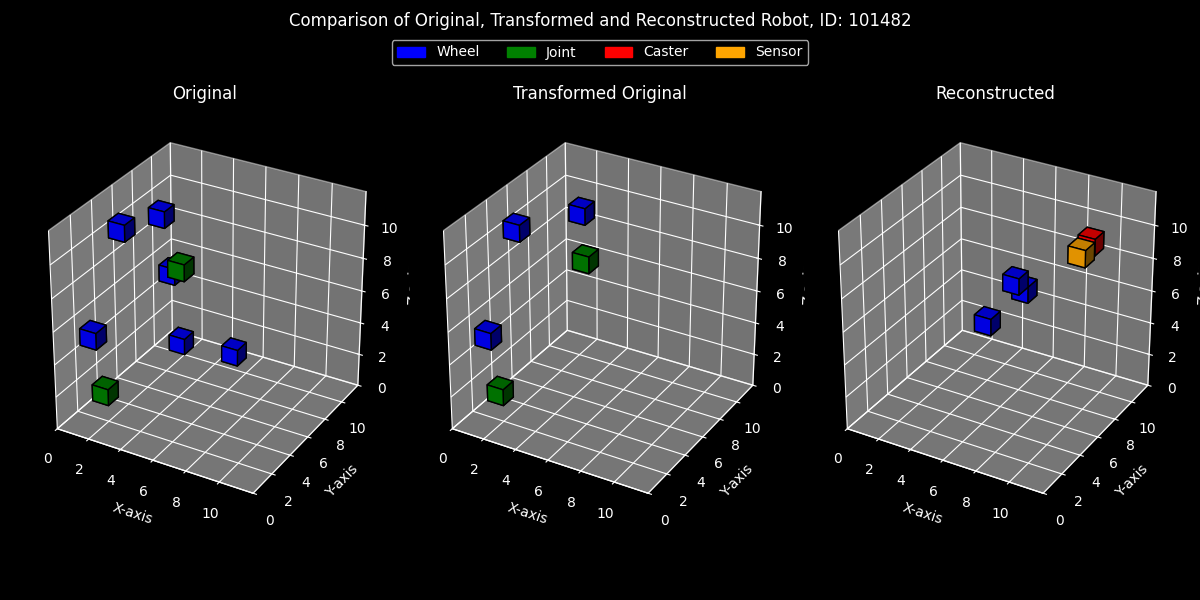 Comparison of Original, Transformed and Reconstructed Robot, ID: 101482
Wheel Joint Caster Sensor
Original
Transformed Original
Reconstructed
10
8
6
4
2
0
0 2 4 6 8 10
X-axis
0 2 4 6 8 10
Y-axis
10
8
6
4
2
0
0 2 4 6 8 10
X-axis
0 2 4 6 8 10
Y-axis
10
8
6
4
2
0
0 2 4 6 8 10
X-axis
0 2 4 6 8 10
Y-axis